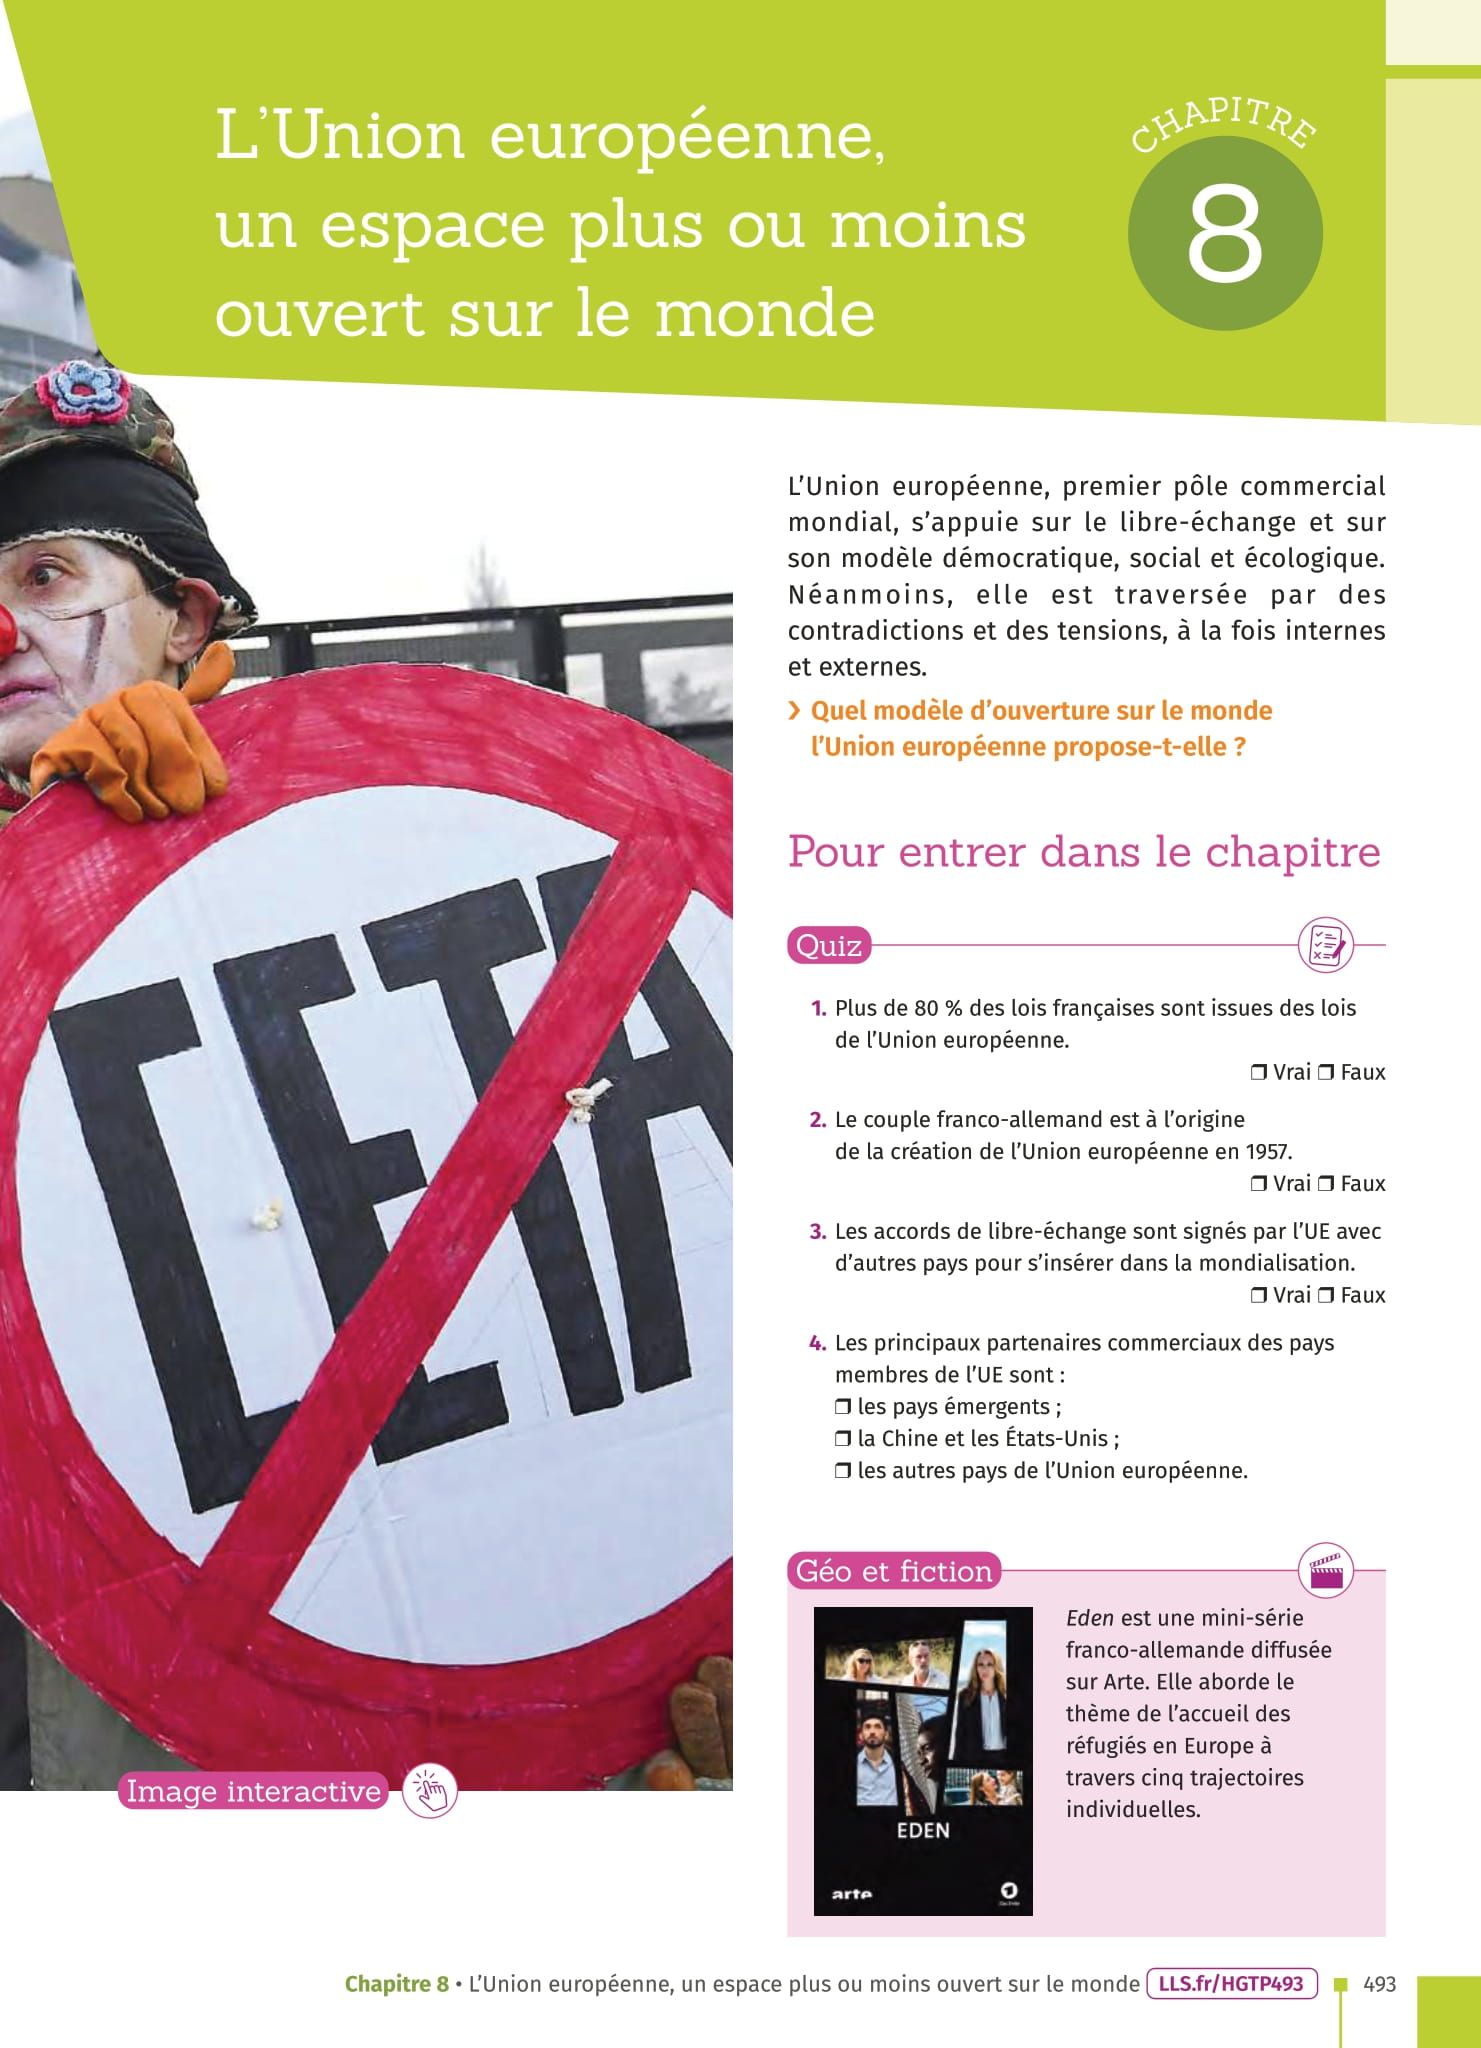 L'Union européenne,
un espace plus ou moins
ouvert sur le monde
CHAPITRE
8
L'Union européenne, premier pôle commercial
mondial, s'appuie sur le libre-échange et sur
son modèle démocratique, social et écologique.
Néanmoins, elle est traversée par des
contradictions et des tensions, à la fois internes
et externes.
› Quel modèle d'ouverture sur le monde
l'Union européenne propose-t-elle ?
CETA
Image interactive
Pour entrer dans le chapitre
Quiz
1. Plus de 80 % des lois françaises sont issues des lois
de l'Union européenne.
❒ Vrai ❒ Faux
2. Le couple franco-allemand est à l'origine
de la création de l'Union européenne en 1957.
❒ Vrai ❒ Faux
3. Les accords de libre-échange sont signés par l'UE avec
d'autres pays pour s'insérer dans la mondialisation.
❒ Vrai ❒ Faux
4. Les principaux partenaires commerciaux des pays
membres de l'UE sont :
❒ les pays émergents ;
❒ la Chine et les États-Unis ;
❒ les autres pays de l'Union européenne.
Géo et fiction
EDEN
arte
Eden est une mini-série
franco-allemande diffusée
sur Arte. Elle aborde le
thème de l'accueil des
réfugiés en Europe à
travers cinq trajectoires
individuelles.
Chapitre 8 • L'Union européenne, un espace plus ou moins ouvert sur le monde LLS.fr/HGTP493 493